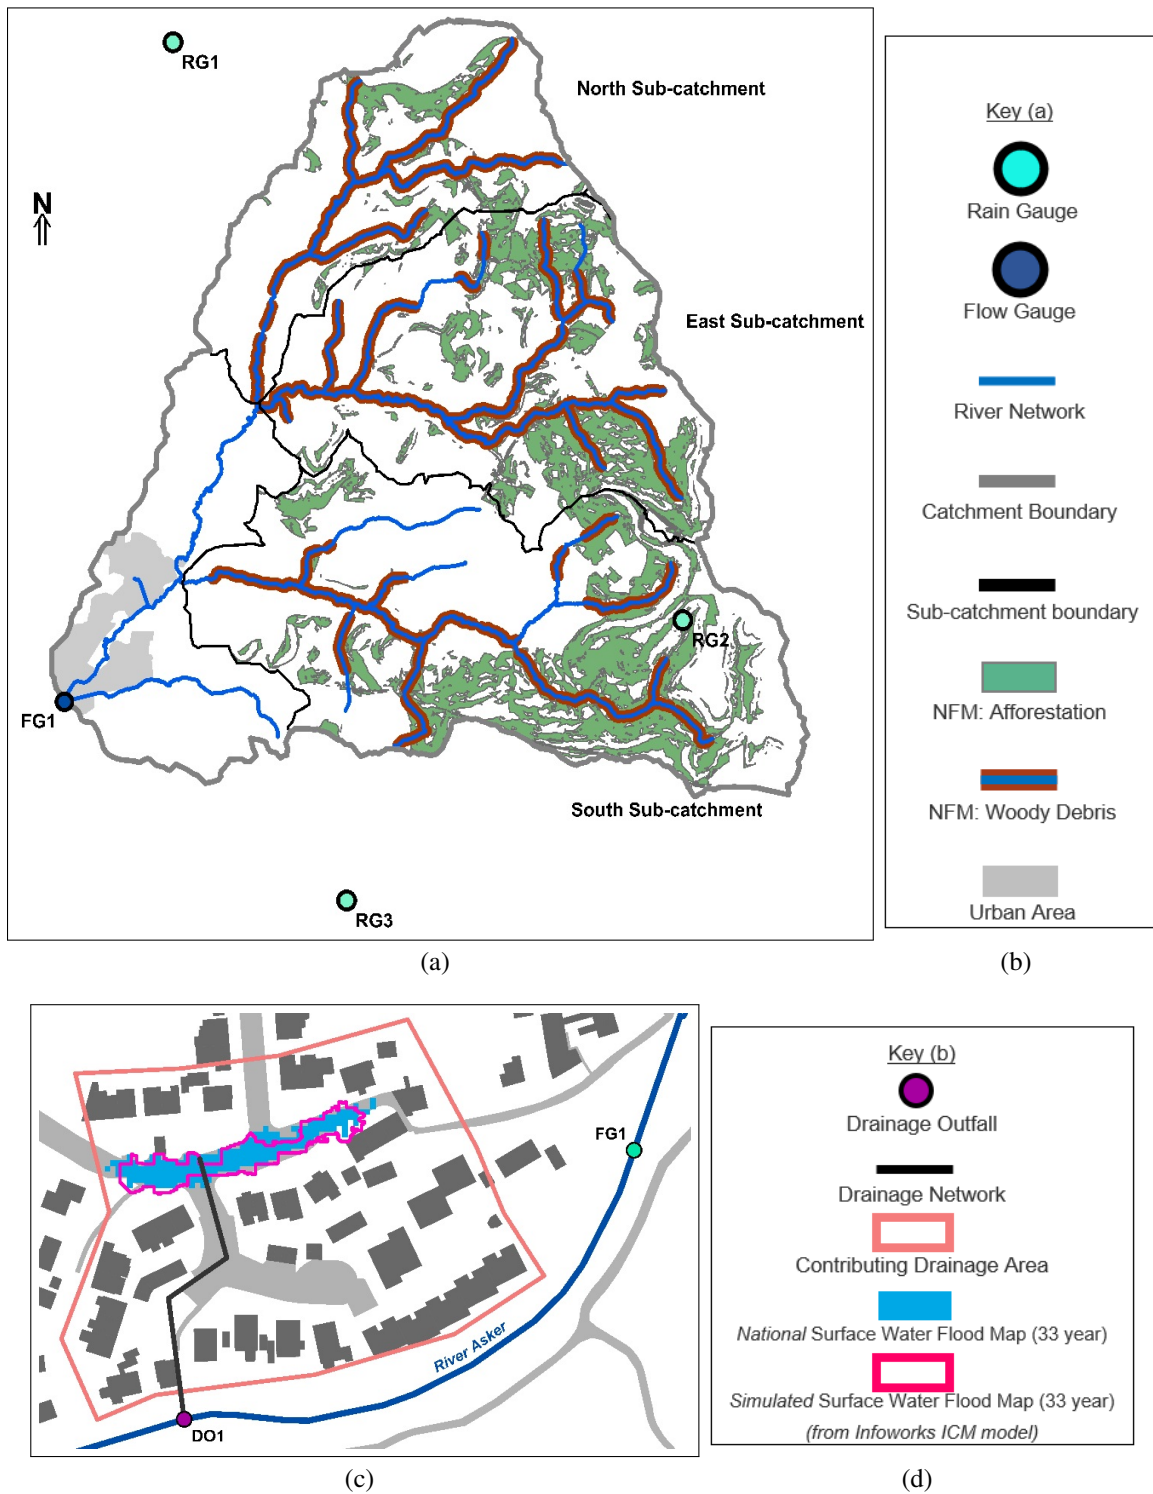 RG1
North Sub-catchment
N
East Sub-catchment
RG2
FG1
South Sub-catchment
RG3
(a)
Key (a)
Rain Gauge
Flow Gauge
River Network
Catchment Boundary
Sub-catchment boundary
NFM: Afforestation
NFM: Woody Debris
Urban Area
(b)
FG1
River Asker
DO1
(c)
Key (b)
Drainage Outfall
Drainage Network
Contributing Drainage Area
National Surface Water Flood Map (33 year)
Simulated Surface Water Flood Map (33 year)
(from Infoworks ICM model)
(d)